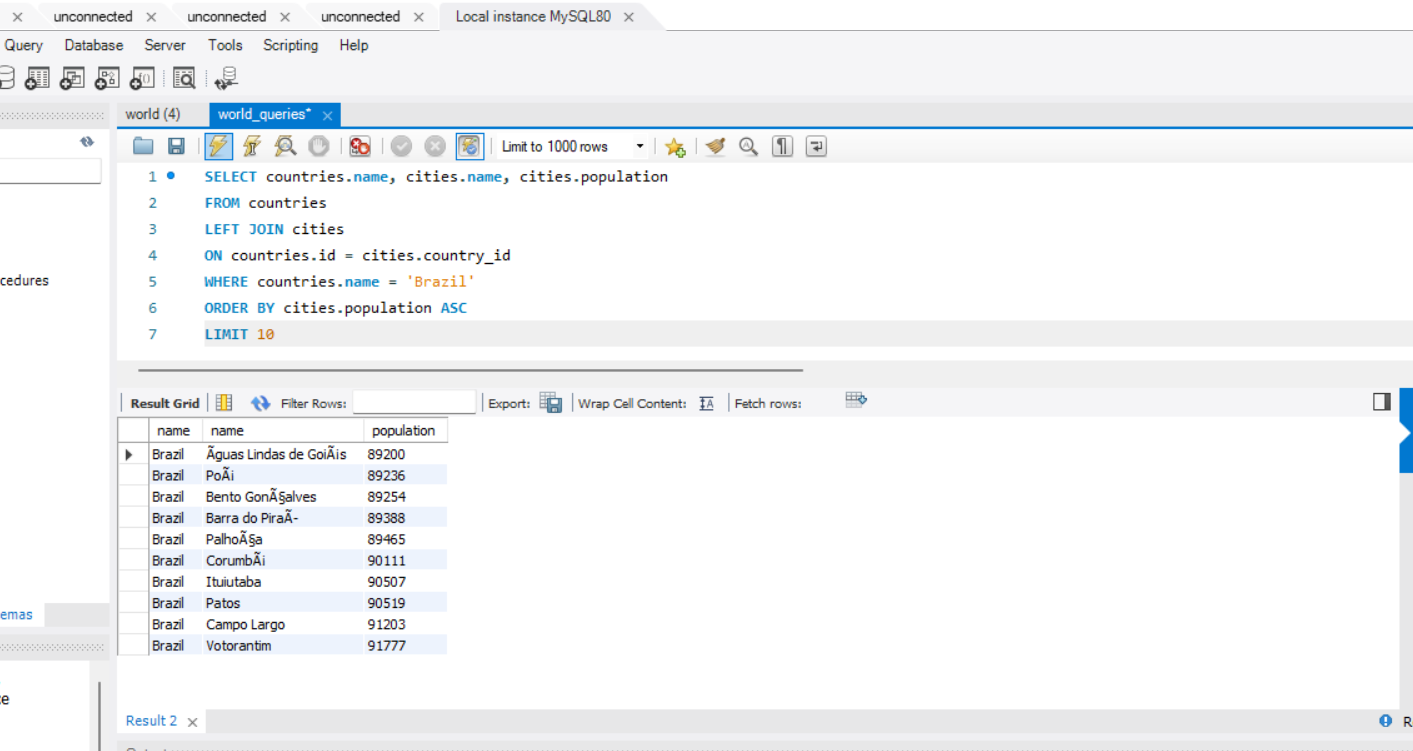 unconnected × unconnected × unconnected × Local instance MySQL80 ×
Query Database Server Tools Scripting Help
world (4) world_queries* ×
Limit to 1000 rows
1 SELECT countries.name, cities.name, cities.population
2 FROM countries
3 LEFT JOIN cities
4 ON countries.id = cities.country_id
5 WHERE countries.name = 'Brazil'
6 ORDER BY cities.population ASC
7 LIMIT 10
cedures
Result Grid Filter Rows: Export: Wrap Cell Content: Fetch rows:
name name population
Brazil Ãguas Lindas de GoiÃ¡s 89200
Brazil PoÃ¡ 89236
Brazil Bento GonÃ§alves 89254
Brazil Barra do PiraÃ- 89388
Brazil PalhoÃ§a 89465
Brazil CorumbÃ¡ 90111
Brazil Ituiutaba 90507
Brazil Patos 90519
Brazil Campo Largo 91203
Brazil Votorantim 91777
emas
Result 2 ×